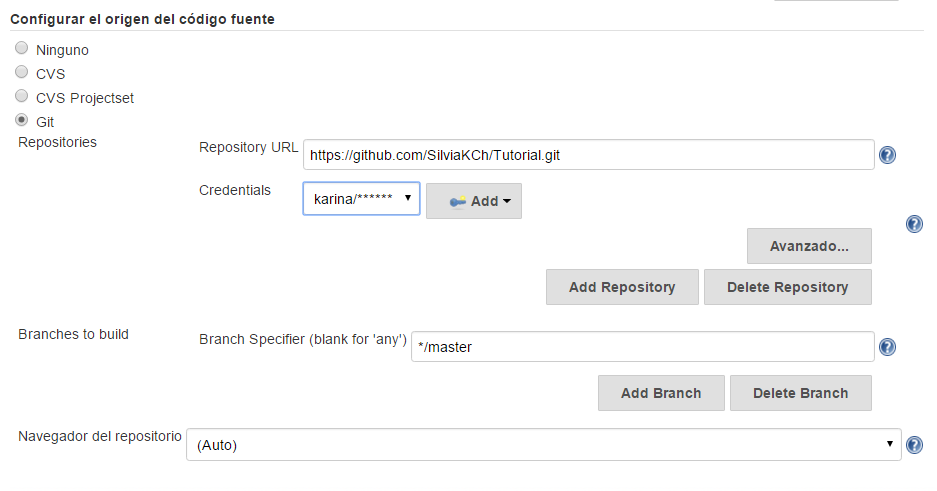 Configurar el origen del código fuente
Ninguno
CVS
CVS Projectset
Git
Repositories
Repository URL
https://github.com/SilviaKCh/Tutorial.git
Credentials
karina/******
Add
Avanzado...
Add Repository
Delete Repository
Branches to build
Branch Specifier (blank for 'any')
*/master
Add Branch
Delete Branch
Navegador del repositorio
(Auto)